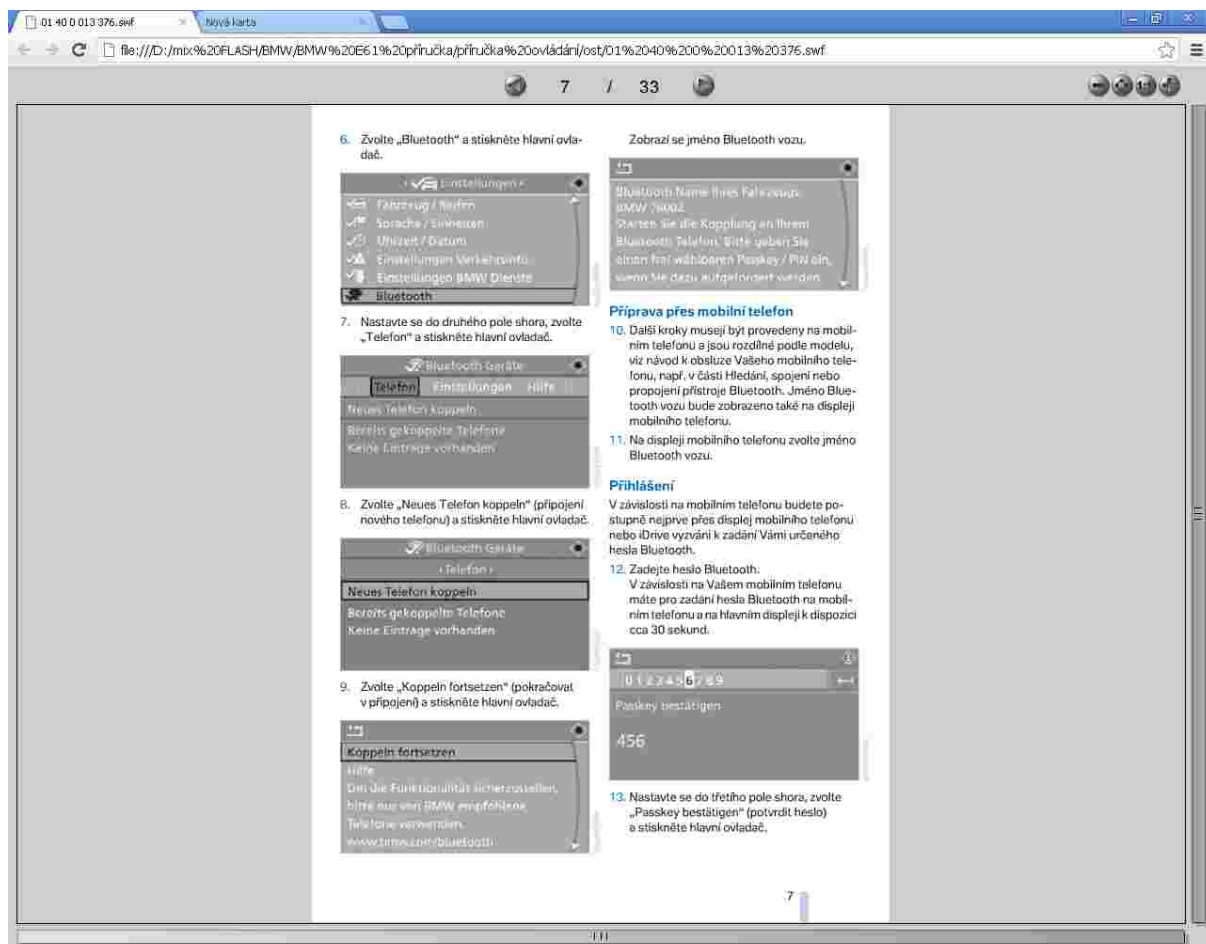 01 40 0 013 376.swf
Nová karta
file:///D:/mix%20FLASH/BMW/BMW%20E61%20příručka/příručka%20ovládání/ost/01%2040%200%20013%20376.swf
7 / 33
6. Zvolte „Bluetooth“ a stiskněte hlavní ovla-
dač.
Einstellungen
Fahrzeug / Reifen
Sprache / Einheiten
Uhrzeit / Datum
Einstellungen Verkehrsinfo
Einstellungen BMW Dienste
Bluetooth
7. Nastavte se do druhého pole shora, zvolte
„Telefon“ a stiskněte hlavní ovladač.
Bluetooth Geräte
Telefon Einstellungen Hilfe
Neues Telefon koppeln
Bereits gekoppelte Telefone
Keine Einträge vorhanden
8. Zvolte „Neues Telefon koppeln“ (připojení
nového telefonu) a stiskněte hlavní ovladač.
Bluetooth Geräte
Telefon
Neues Telefon koppeln
Bereits gekoppelte Telefone
Keine Einträge vorhanden
9. Zvolte „Koppeln fortsetzen“ (pokračovat
v připojení) a stiskněte hlavní ovladač.
Koppeln fortsetzen
Hilfe
Um die Funktionalität sicherzustellen,
bitte nur von BMW empfohlene
Telefone verwenden.
www.bmw.com/bluetooth
Zobrazí se jméno Bluetooth vozu.
Bluetooth Name Ihres Fahrzeugs:
BMW
Starten Sie die Kopplung an Ihrem
Bluetooth Telefon. Bitte geben Sie
einen frei wählbaren Passkey / PIN ein,
wenn Sie dazu aufgefordert werden
Příprava přes mobilní telefon
10. Další kroky musejí být provedeny na mobil-
ním telefonu a jsou rozdílné podle modelu,
viz návod k obsluze Vašeho mobilního tele-
fonu, např. v části Hledání, spojení nebo
propojení přístroje Bluetooth. Jméno Blue-
tooth vozu bude zobrazeno také na displeji
mobilního telefonu.
11. Na displeji mobilního telefonu zvolte jméno
Bluetooth vozu.
Přihlášení
V závislosti na mobilním telefonu budete po-
stupně nejprve přes displej mobilního telefonu
nebo iDrive vyzváni k zadání Vámi určeného
hesla Bluetooth.
12. Zadejte heslo Bluetooth.
V závislosti na Vašem mobilním telefonu
máte pro zadání hesla Bluetooth na mobil-
ním telefonu a na hlavním displeji k dispozici
cca 30 sekund.
0 1 2 3 4 5 6 7 8 9
Passkey bestätigen
456
13. Nastavte se do třetího pole shora, zvolte
„Passkey bestätigen“ (potvrdit heslo)
a stiskněte hlavní ovladač.
7